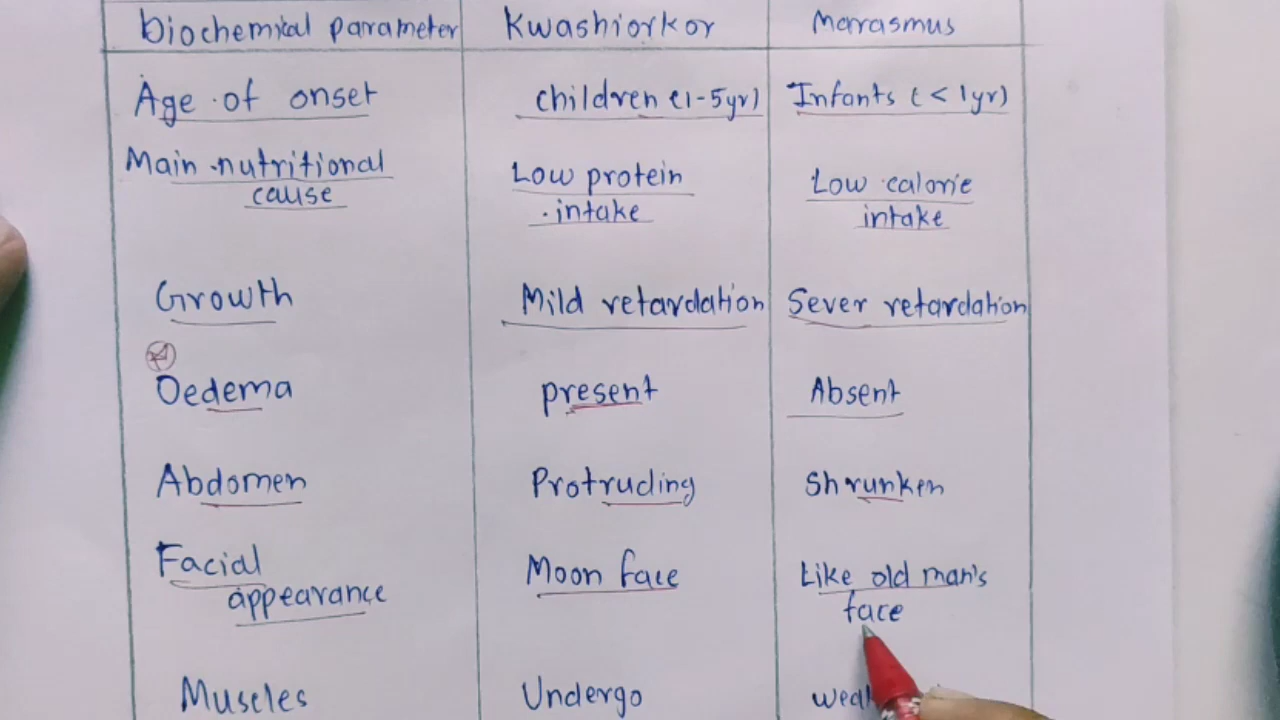 Biochemical parameter Kwashiorkor Marasmus
Age of onset children (1-5yr) Infants (< 1yr)
Main nutritional cause Low protein intake Low calorie intake
Growth Mild retardation Sever retardation
Oedema present Absent
Abdomen Protruding Shrunken
Facial appearance Moon face Like old man's face
Muscles Undergo